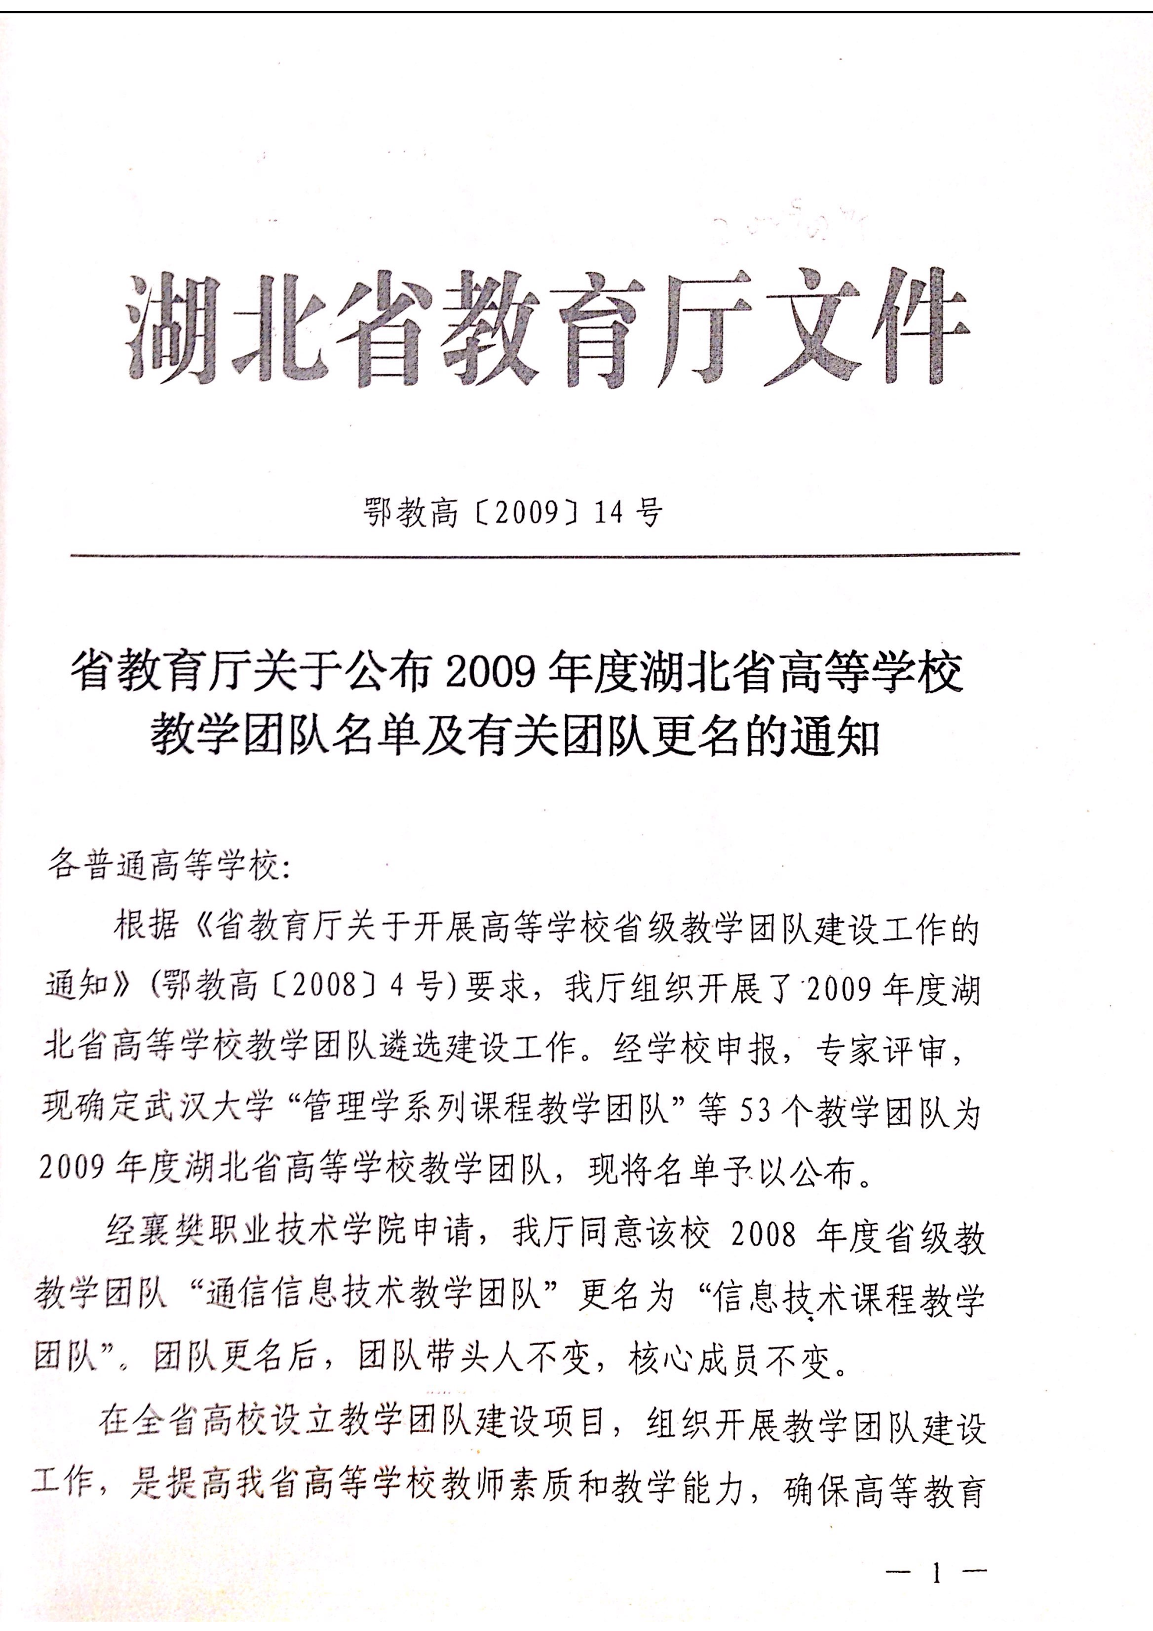 湖北省教育厅文件
鄂教高〔2009〕14号
省教育厅关于公布2009年度湖北省高等学校
教学团队名单及有关团队更名的通知
各普通高等学校:
根据《省教育厅关于开展高等学校省级教学团队建设工作的
通知》(鄂教高〔2008〕4号)要求，我厅组织开展了2009年度湖
北省高等学校教学团队遴选建设工作。经学校申报，专家评审，
现确定武汉大学“管理学系列课程教学团队”等53个教学团队为
2009年度湖北省高等学校教学团队，现将名单予以公布。
经襄樊职业技术学院申请，我厅同意该校 2008 年度省级教
教学团队“通信信息技术教学团队”更名为“信息技术课程教学
团队”。团队更名后，团队带头人不变，核心成员不变。
在全省高校设立教学团队建设项目，组织开展教学团队建设
工作，是提高我省高等学校教师素质和教学能力，确保高等教育
— 1 —